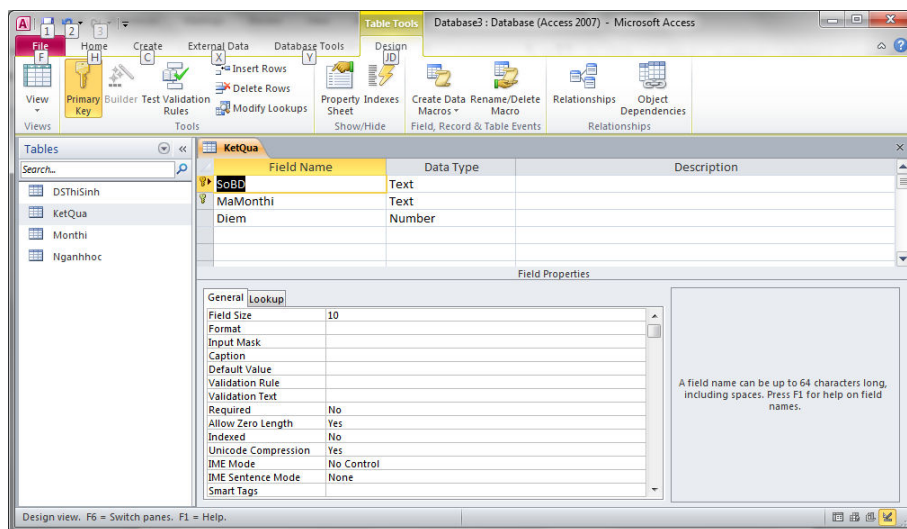 Table Tools
Database3 : Database (Access 2007) - Microsoft Access
1 2 3
File Home Create External Data Database Tools Design
F H C X Y JD
View
Views
Primary Key
Builder
Test Validation Rules
Insert Rows
Delete Rows
Modify Lookups
Tools
Property Sheet
Indexes
Show/Hide
Create Data Macros
Rename/Delete Macro
Field, Record & Table Events
Relationships
Object Dependencies
Relationships
Tables
Search...
DSThiSinh
KetQua
Monthi
Nganhhoc
KetQua
Field Name Data Type Description
SoBD Text
MaMonthi Text
Diem Number
Field Properties
General Lookup
Field Size 10
Format
Input Mask
Caption
Default Value
Validation Rule
Validation Text
Required No
Allow Zero Length Yes
Indexed No
Unicode Compression Yes
IME Mode No Control
IME Sentence Mode None
Smart Tags
A field name can be up to 64 characters long,
including spaces. Press F1 for help on field
names.
Design view. F6 = Switch panes. F1 = Help.